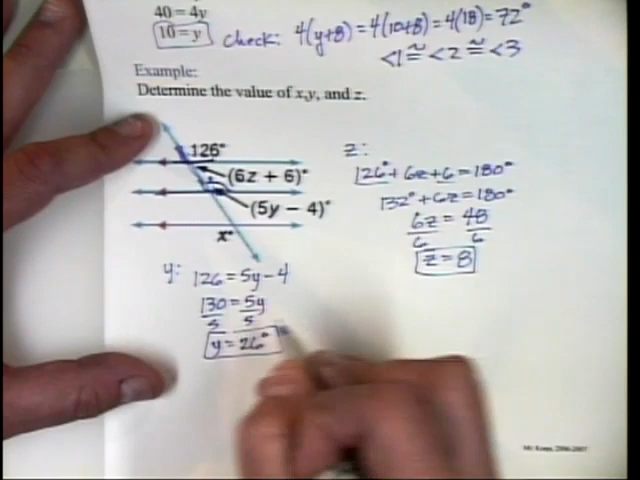 40 = 4y
10 = y
check: 4(y+8) = 4(10+8) = 4(18) = 72°
<1 ≅ <2 ≅ <3
Example:
Determine the value of x,y, and z.
126°
(6z + 6)°
(5y − 4)°
x°
z:
126° + 6z + 6 = 180°
132° + 6z = 180°
6z = 48
6 6
z = 8
y: 126 = 5y − 4
130 = 5y
5 5
y = 26°